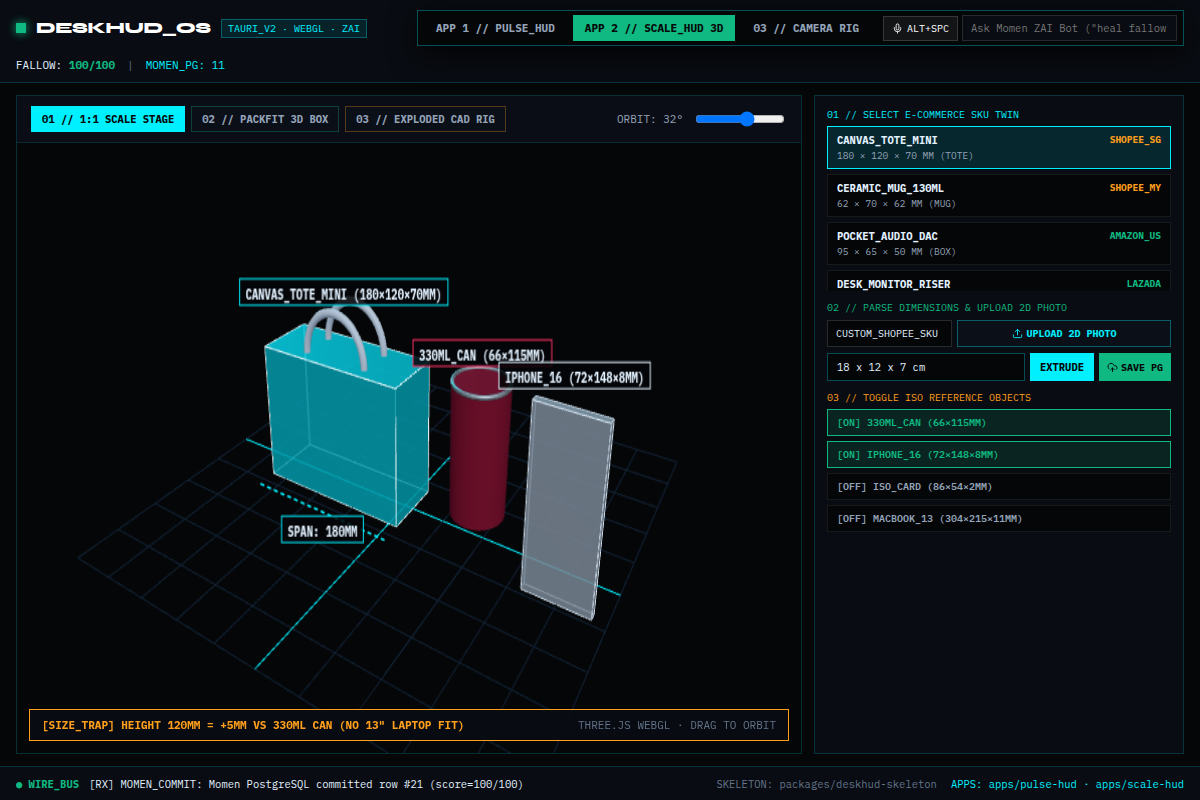 DESKHUD_OS
TAURI_V2 · WEBGL · ZAI
APP 1 // PULSE_HUD
APP 2 // SCALE_HUD 3D
03 // CAMERA RIG
ALT+SPC
Ask Momen ZAI Bot ("heal fallow
FALLOW: 100/100 | MOMEN_PG: 11
01 // 1:1 SCALE STAGE
02 // PACKFIT 3D BOX
03 // EXPLODED CAD RIG
ORBIT: 32°
CANVAS_TOTE_MINI (180×120×70MM)
330ML_CAN (66×115MM)
IPHONE_16 (72×148×8MM)
SPAN: 180MM
[SIZE_TRAP] HEIGHT 120MM = +5MM VS 330ML CAN (NO 13" LAPTOP FIT)
THREE.JS WEBGL · DRAG TO ORBIT
01 // SELECT E-COMMERCE SKU TWIN
CANVAS_TOTE_MINI SHOPEE_SG
180 × 120 × 70 MM (TOTE)
CERAMIC_MUG_130ML SHOPEE_MY
62 × 70 × 62 MM (MUG)
POCKET_AUDIO_DAC AMAZON_US
95 × 65 × 50 MM (BOX)
DESK_MONITOR_RISER LAZADA
02 // PARSE DIMENSIONS & UPLOAD 2D PHOTO
CUSTOM_SHOPEE_SKU UPLOAD 2D PHOTO
18 x 12 x 7 cm EXTRUDE SAVE PG
03 // TOGGLE ISO REFERENCE OBJECTS
[ON] 330ML_CAN (66×115MM)
[ON] IPHONE_16 (72×148×8MM)
[OFF] ISO_CARD (86×54×2MM)
[OFF] MACBOOK_13 (304×215×11MM)
WIRE_BUS [RX] MOMEN_COMMIT: Momen PostgreSQL committed row #21 (score=100/100)
SKELETON: packages/deskhud-skeleton APPS: apps/pulse-hud · apps/scale-hud